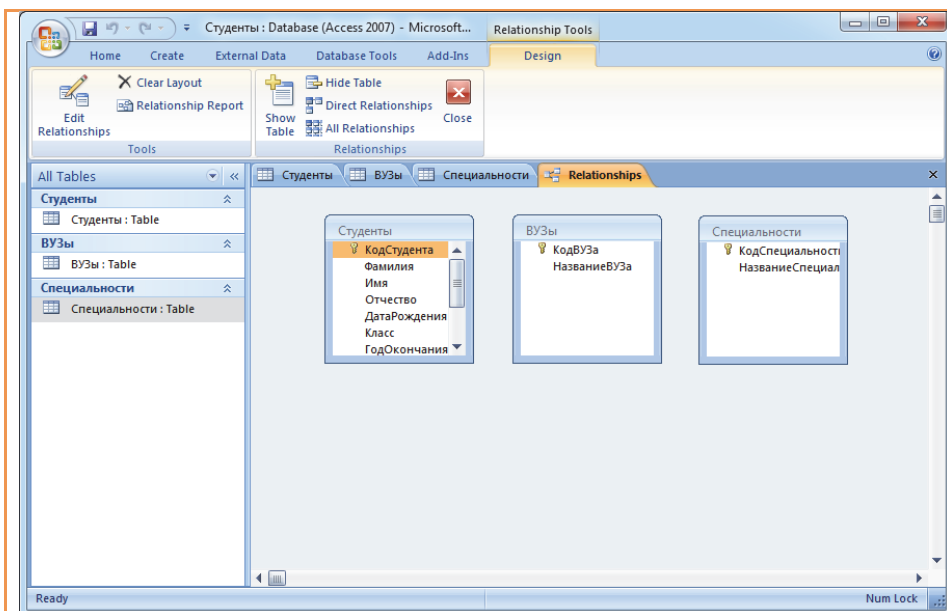 Студенты : Database (Access 2007) - Microsoft...
Relationship Tools
Home Create External Data Database Tools Add-Ins Design
Edit Relationships
Clear Layout
Relationship Report
Tools
Show Table
Hide Table
Direct Relationships
All Relationships
Close
Relationships
All Tables
Студенты
Студенты : Table
ВУЗы
ВУЗы : Table
Специальности
Специальности : Table
Студенты ВУЗы Специальности Relationships
Студенты
КодСтудента
Фамилия
Имя
Отчество
ДатаРождения
Класс
ГодОкончания
ВУЗы
КодВУЗа
НазваниеВУЗа
Специальности
КодСпециальности
НазваниеСпециал
Ready
Num Lock